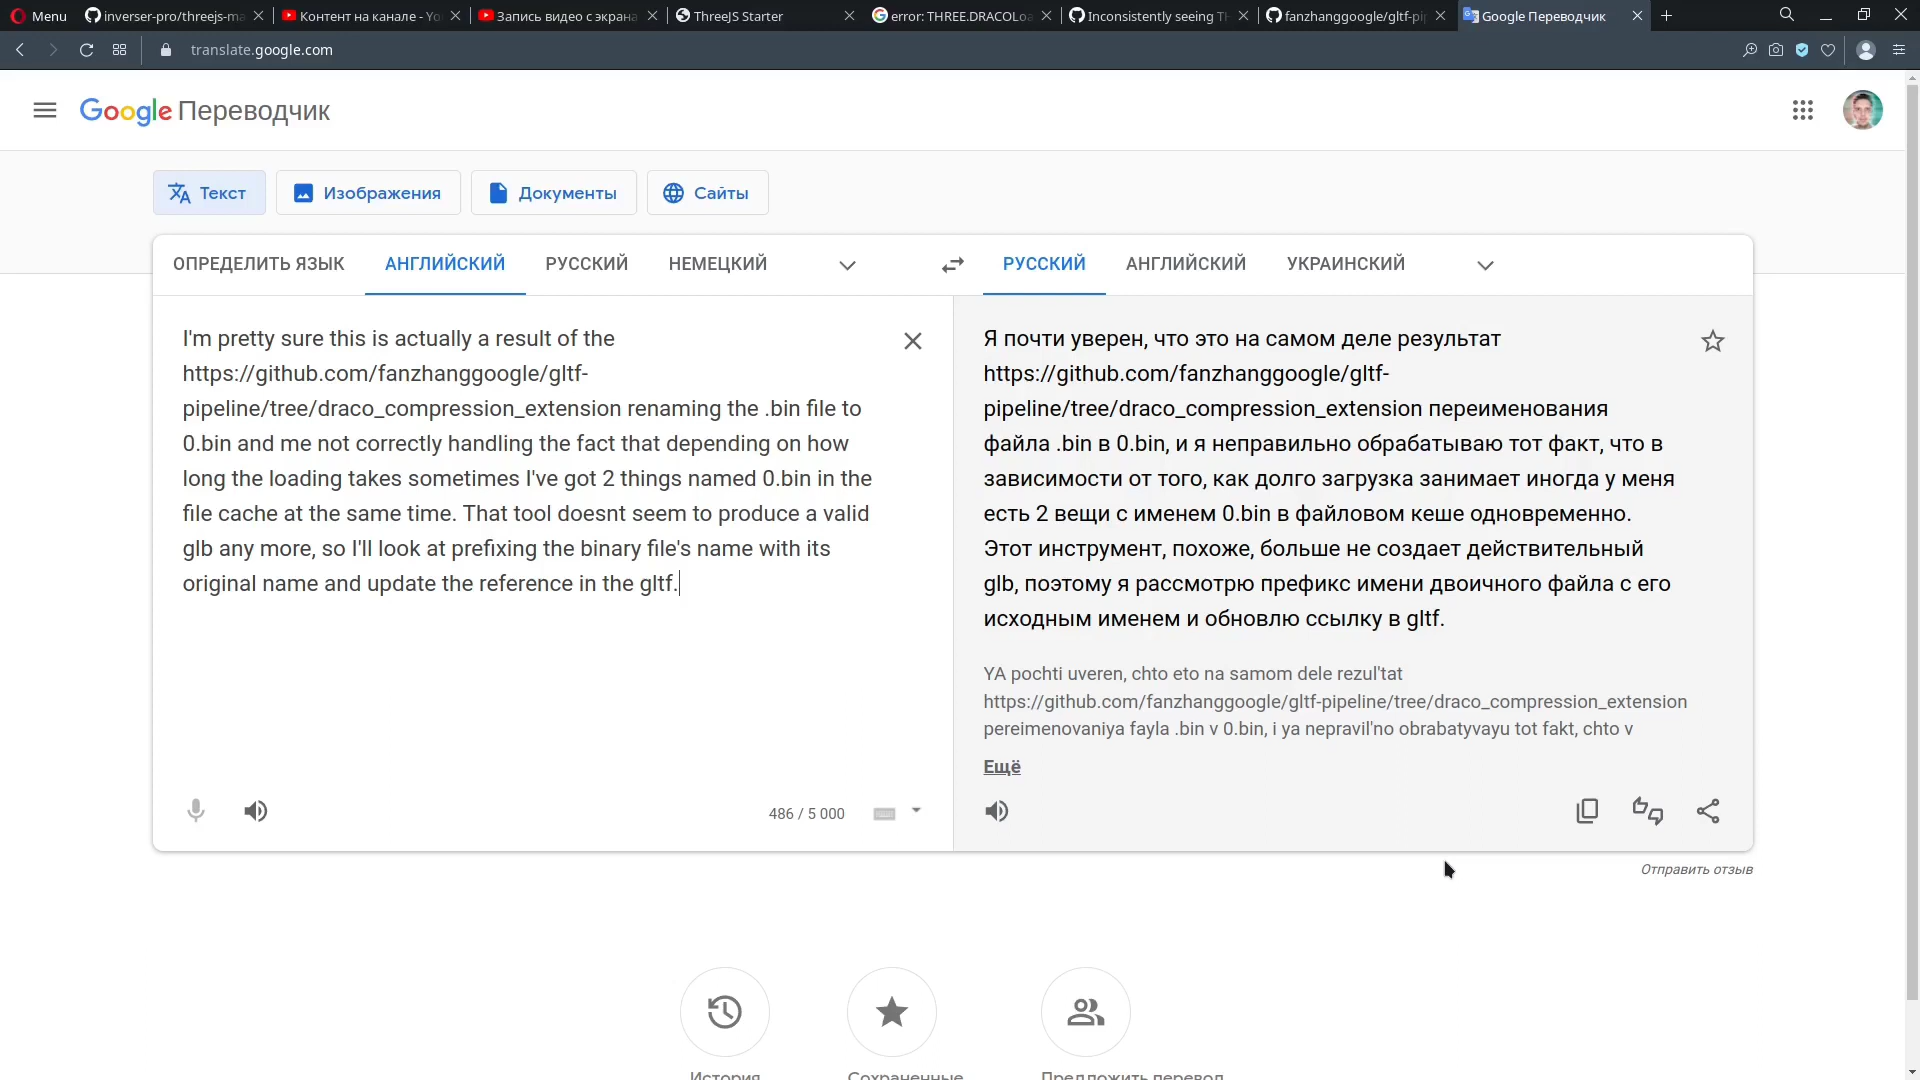 Menu
inverser-pro/threejs-ma
Контент на канале - Yo
Запись видео с экрана
ThreeJS Starter
error: THREE.DRACOLoa
Inconsistently seeing TH
fanzhanggoogle/gltf-pip
Google Переводчик
translate.google.com
Google Переводчик
Текст
Изображения
Документы
Сайты
ОПРЕДЕЛИТЬ ЯЗЫК
АНГЛИЙСКИЙ
РУССКИЙ
НЕМЕЦКИЙ
РУССКИЙ
АНГЛИЙСКИЙ
УКРАИНСКИЙ
I'm pretty sure this is actually a result of the
https://github.com/fanzhanggoogle/gltf-
pipeline/tree/draco_compression_extension renaming the .bin file to
0.bin and me not correctly handling the fact that depending on how
long the loading takes sometimes I've got 2 things named 0.bin in the
file cache at the same time. That tool doesnt seem to produce a valid
glb any more, so I'll look at prefixing the binary file's name with its
original name and update the reference in the gltf.
486 / 5 000
Я почти уверен, что это на самом деле результат
https://github.com/fanzhanggoogle/gltf-
pipeline/tree/draco_compression_extension переименования
файла .bin в 0.bin, и я неправильно обрабатываю тот факт, что в
зависимости от того, как долго загрузка занимает иногда у меня
есть 2 вещи с именем 0.bin в файловом кеше одновременно.
Этот инструмент, похоже, больше не создает действительный
glb, поэтому я рассмотрю префикс имени двоичного файла с его
исходным именем и обновлю ссылку в gltf.
YA pochti uveren, chto eto na samom dele rezul'tat
https://github.com/fanzhanggoogle/gltf-pipeline/tree/draco_compression_extension
pereimenovaniya fayla .bin v 0.bin, i ya nepravil'no obrabatyvayu tot fakt, chto v
Ещё
Отправить отзыв
История
Сохраненные
Предложить перевод